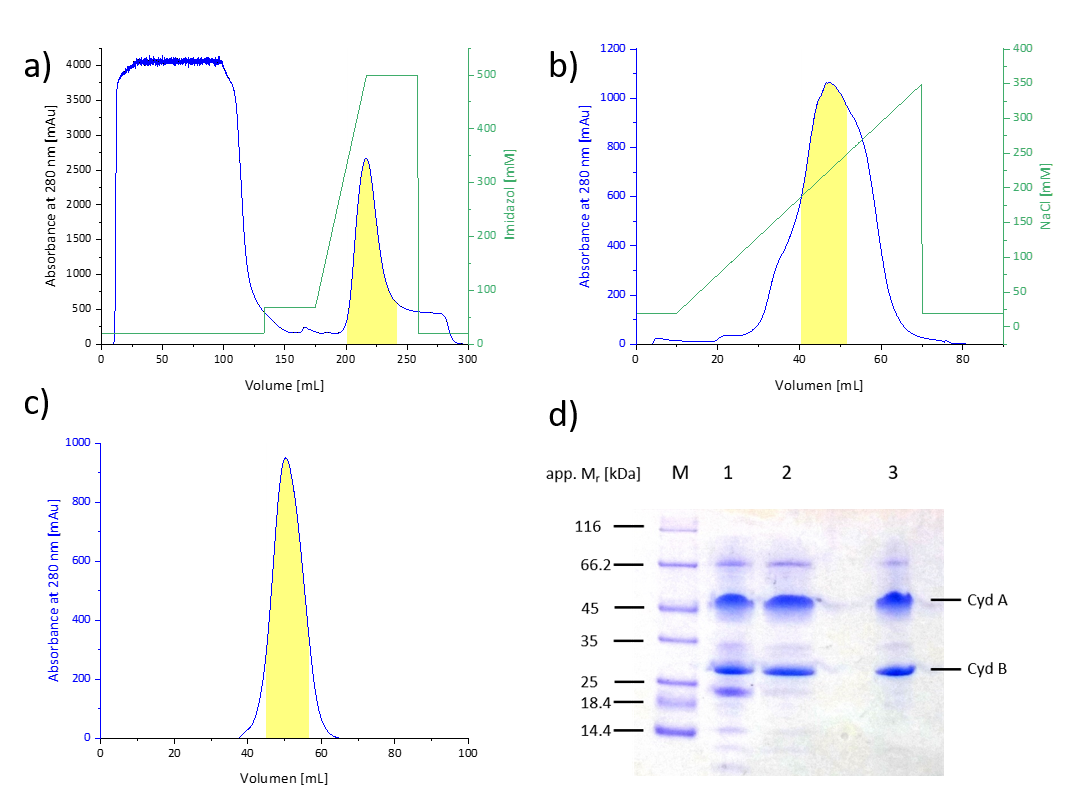 a)
4000
3500
3000
2500
2000
1500
1000
500
0
Absorbance at 280 nm [mAu]
500
400
300
200
100
0
Imidazol [mM]
0 50 100 150 200 250 300
Volume [mL]
b)
1200
1000
800
600
400
200
0
Absorbance at 280 nm [mAu]
400
350
300
250
200
150
100
50
0
NaCl [mM]
0 20 40 60 80
Volumen [mL]
c)
1000
800
600
400
200
0
Absorbance at 280 nm [mAu]
0 20 40 60 80 100
Volumen [mL]
d)
app. Mr [kDa] M 1 2 3
116
66.2
45
35
25
18.4
14.4
Cyd A
Cyd B